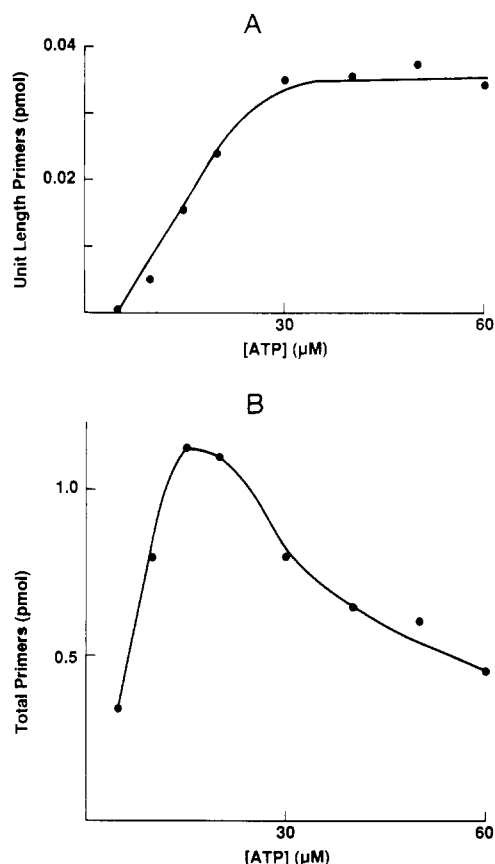 A
0.04
0.02
Unit Length Primers (pmol)
30
60
[ATP] (μM)
B
1.0
0.5
Total Primers (pmol)
30
60
[ATP] (μM)